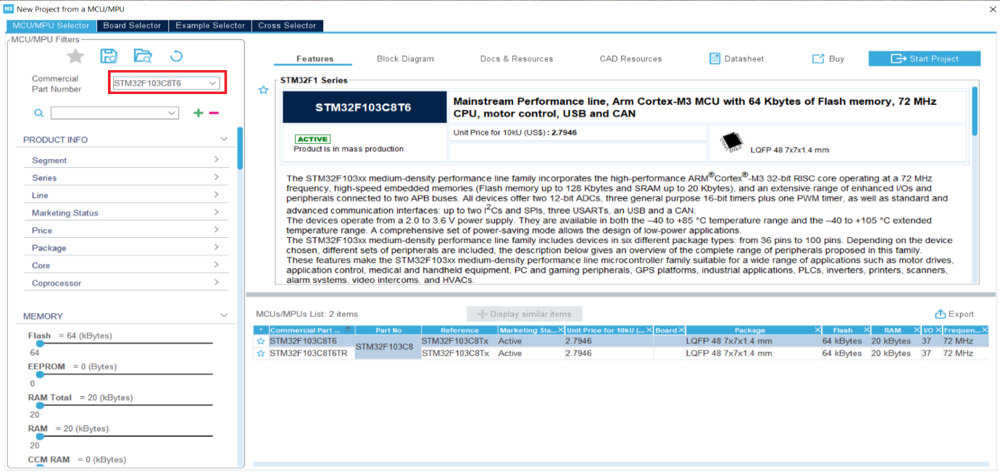 MX New Project from a MCU/MPU
MCU/MPU Selector Board Selector Example Selector Cross Selector
MCU/MPU Filters
Commercial
Part Number
STM32F103C8T6
PRODUCT INFO
Segment
Series
Line
Marketing Status
Price
Package
Core
Coprocessor
MEMORY
Flash = 64 (kBytes)
64
EEPROM = 0 (Bytes)
0
RAM Total = 20 (kBytes)
20
RAM = 20 (kBytes)
20
CCM RAM = 0 (kBytes)
Features Block Diagram Docs & Resources CAD Resources Datasheet Buy Start Project
STM32F1 Series
STM32F103C8T6
Mainstream Performance line, Arm Cortex-M3 MCU with 64 Kbytes of Flash memory, 72 MHz
CPU, motor control, USB and CAN
ACTIVE
Product is in mass production
Unit Price for 10kU (US$) : 2.7946
LQFP 48 7x7x1.4 mm
The STM32F103xx medium-density performance line family incorporates the high-performance ARM®Cortex®-M3 32-bit RISC core operating at a 72 MHz
frequency, high-speed embedded memories (Flash memory up to 128 Kbytes and SRAM up to 20 Kbytes), and an extensive range of enhanced I/Os and
peripherals connected to two APB buses. All devices offer two 12-bit ADCs, three general purpose 16-bit timers plus one PWM timer, as well as standard and
advanced communication interfaces: up to two I²Cs and SPIs, three USARTs, an USB and a CAN.
The devices operate from a 2.0 to 3.6 V power supply. They are available in both the –40 to +85 °C temperature range and the –40 to +105 °C extended
temperature range. A comprehensive set of power-saving mode allows the design of low-power applications.
The STM32F103xx medium-density performance line family includes devices in six different package types: from 36 pins to 100 pins. Depending on the device
chosen, different sets of peripherals are included, the description below gives an overview of the complete range of peripherals proposed in this family.
These features make the STM32F103xx medium-density performance line microcontroller family suitable for a wide range of applications such as motor drives,
application control, medical and handheld equipment, PC and gaming peripherals, GPS platforms, industrial applications, PLCs, inverters, printers, scanners,
alarm systems, video intercoms, and HVACs.
MCUs/MPUs List: 2 items Display similar items Export
* Commercial Part ... Part No Reference Marketing Sta... Unit Price for 10kU (... Board Package Flash RAM I/O Frequen...
STM32F103C8T6 STM32F103C8 STM32F103C8Tx Active 2.7946 LQFP 48 7x7x1.4 mm 64 kBytes 20 kBytes 37 72 MHz
STM32F103C8T6TR STM32F103C8Tx Active 2.7946 LQFP 48 7x7x1.4 mm 64 kBytes 20 kBytes 37 72 MHz